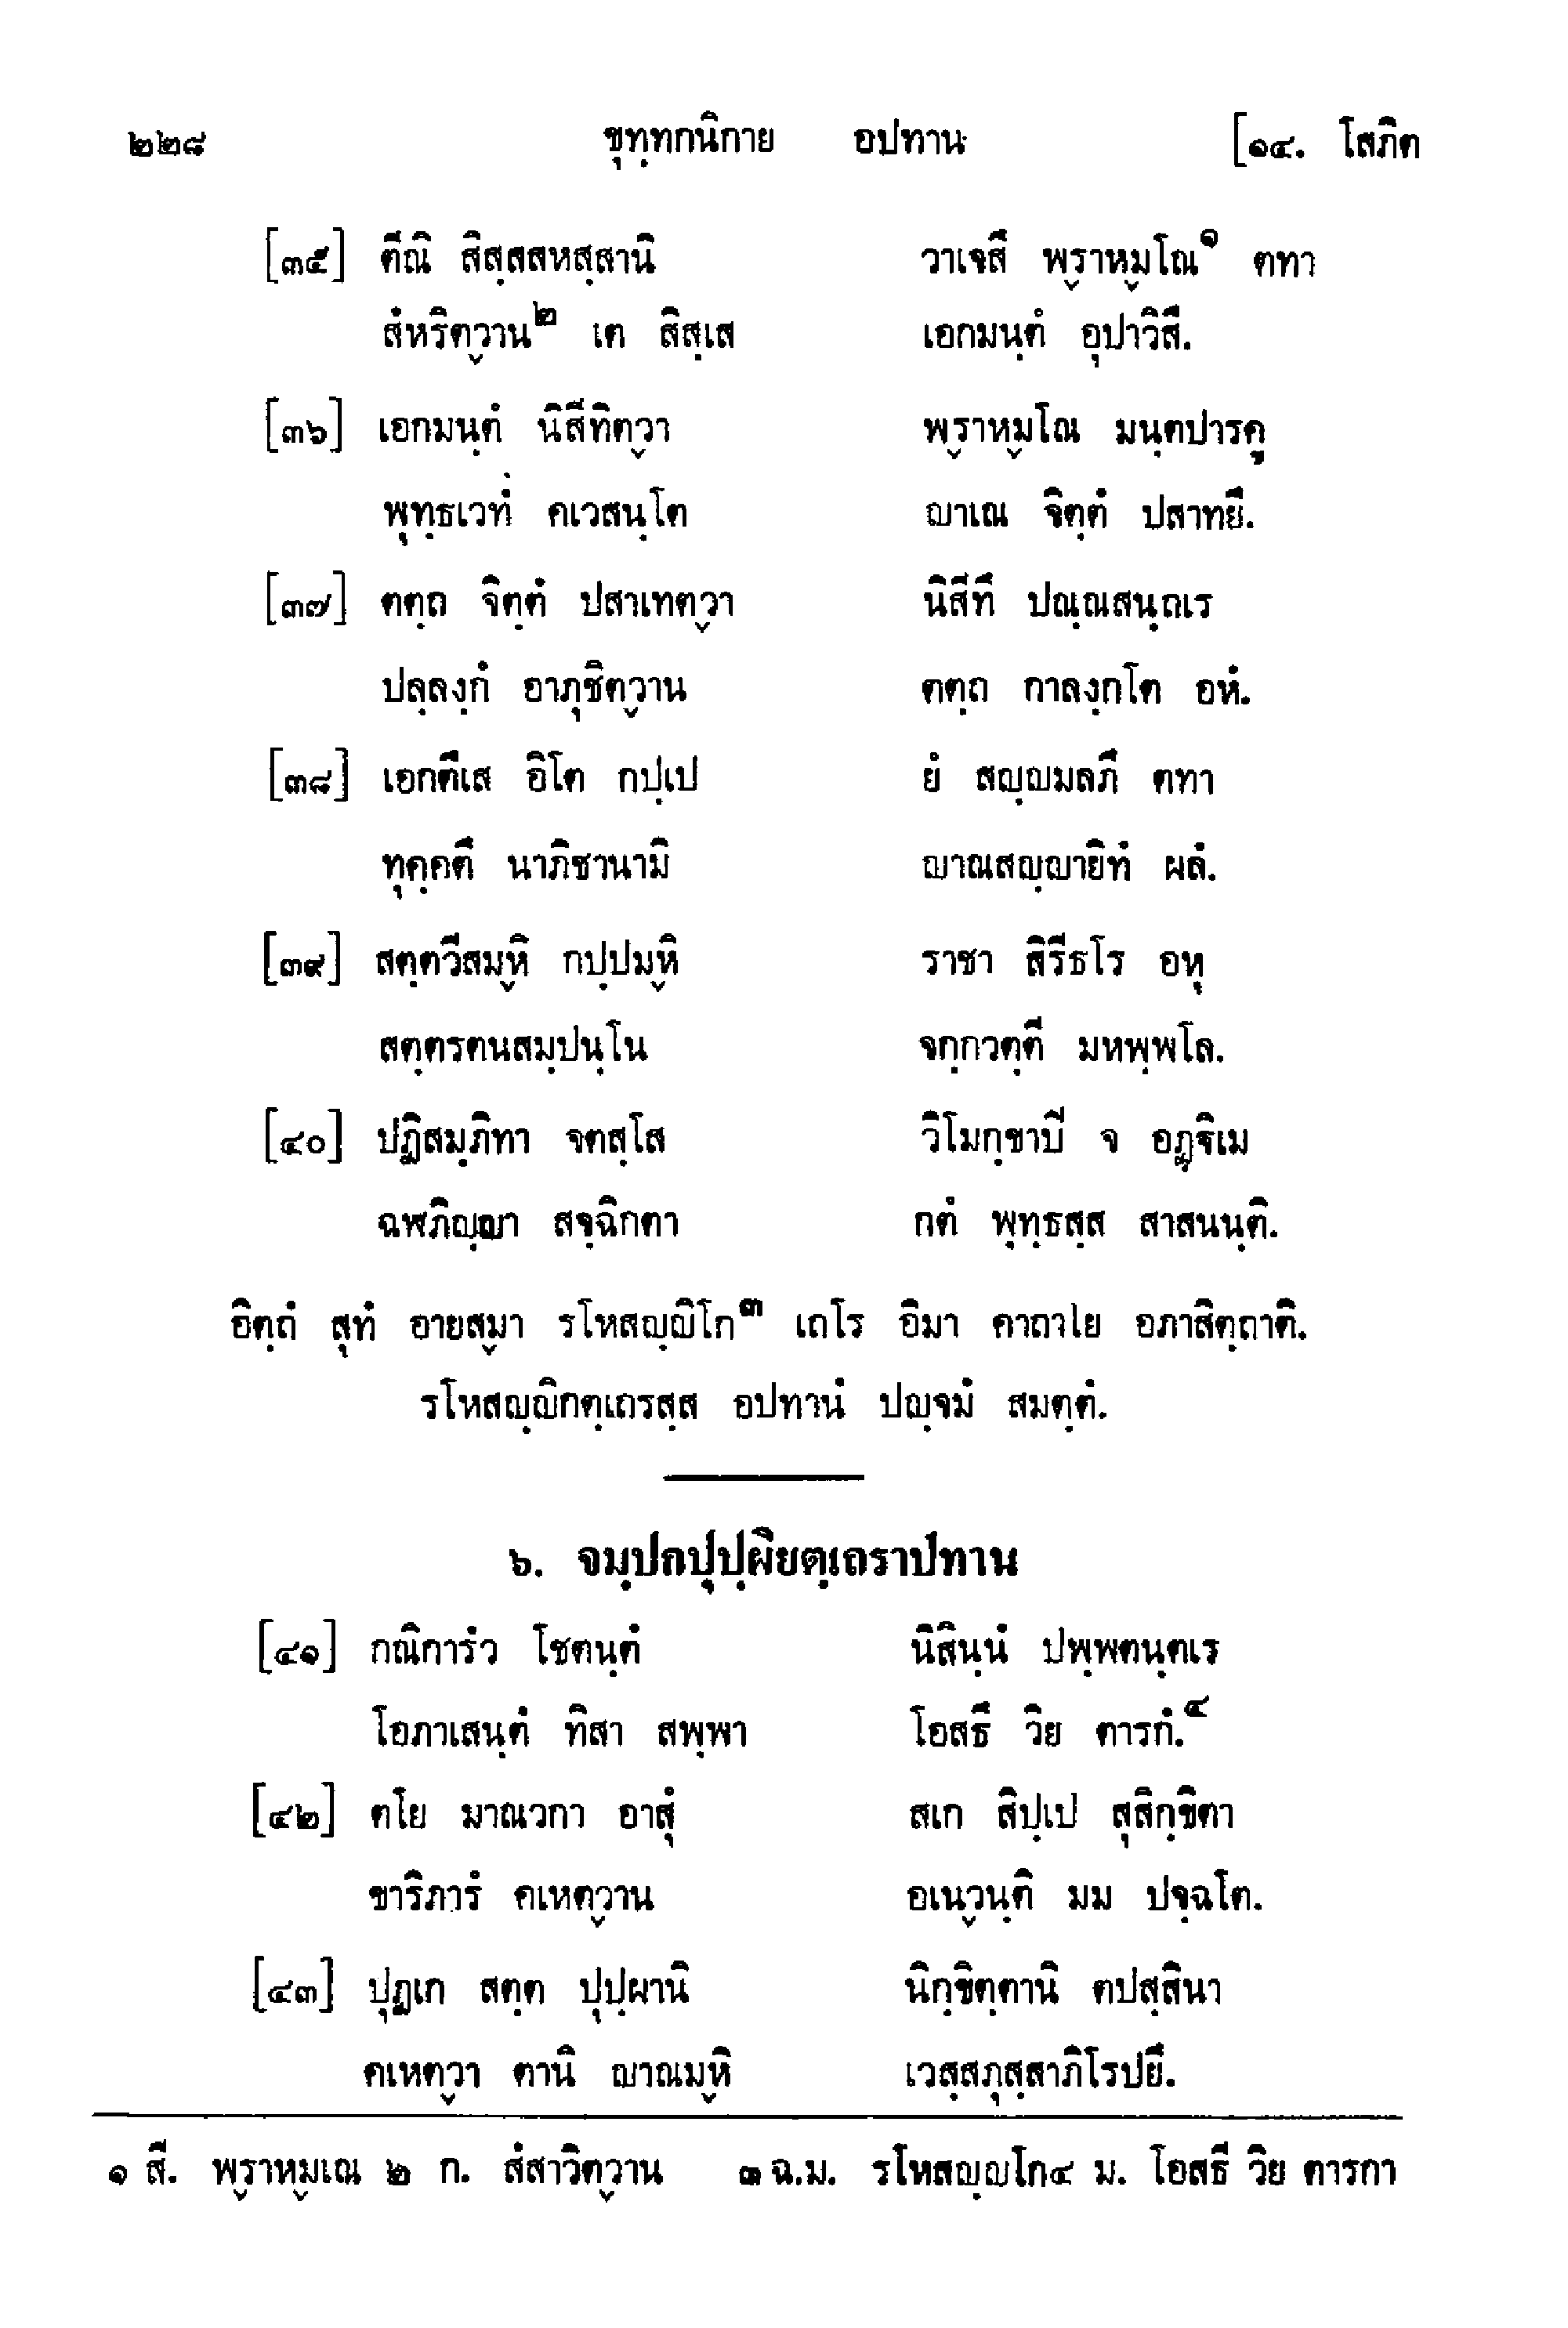 ๒๒๘ ขุทฺทกนิกาย อปทานํ [๑๔. โสภิต
[๓๕] ตีณิ สิสฺสสหสฺสานิ วาเจสึ พฺราหฺมโณ๑ ตทา
สํหริตฺวาน๒ เต สิสฺเส เอกมนฺตํ อุปาวิสึ.
[๓๖] เอกมนฺตํ นิสีทิตฺวา พฺราหฺมโณ มนฺตปารคู
พุทฺธเวทํ คเวสนฺโต ญาเณ จิตฺตํ ปสาทยึ.
[๓๗] ตตฺถ จิตฺตํ ปสาเทตฺวา นิสีทึ ปณฺณสนฺถเร
ปลฺลงฺกํ อาภุชิตฺวาน ตตฺถ กาลงฺกโต อหํ.
[๓๘] เอกตึเส อิโต กปฺเป ยํ สญฺญมลภึ ตทา
ทุคฺคตึ นาภิชานามิ ญาณสญฺญายิทํ ผลํ.
[๓๙] สตฺตวีสมฺหิ กปฺปมฺหิ ราชา สิรีธโร อหุ
สตฺตรตนสมฺปนฺโน จกฺกวตฺตี มหพฺพโล.
[๔๐] ปฏิสมฺภิทา จตสฺโส วิโมกฺขาปิ จ อฏฺฐิเม
ฉฬภิญฺญา สจฺฉิกตา กตํ พุทฺธสฺส สาสนนฺติ.
อิตฺถํ สุทํ อายสฺมา รโหสญฺญิโก๓ เถโร อิมา คาถาโย อภาสิตฺถาติ.
รโหสญฺญิกตฺเถรสฺส อปทานํ ปญฺจมํ สมตฺตํ.
๖. จมฺปกปุปฺผิยตฺเถราปทาน
[๔๑] กณิการํว โชตนฺตํ นิสินฺนํ ปพฺพตนฺตเร
โอภาเสนฺตํ ทิสา สพฺพา โอสธึ วิย ตารกํ.๔
[๔๒] ตโย มาณวกา อาสุํ สเก สิปฺเป สุสิกฺขิตา
ขาริภารํ คเหตฺวาน อเนฺวนฺติ มม ปจฺฉโต.
[๔๓] ปุฏเก สตฺต ปุปฺผานิ นิกฺขิตฺตานิ ตปสฺสินา
คเหตฺวา ตานิ ญาณมฺหิ เวสฺสภุสฺสาภิโรปยึ.
๑ สี. พฺราหฺมเณ ๒ ก. สํสาวิตฺวาน ๓ ฉ.ม. รโหสญฺญโก ๔ ม. โอสธี วิย ตารกา